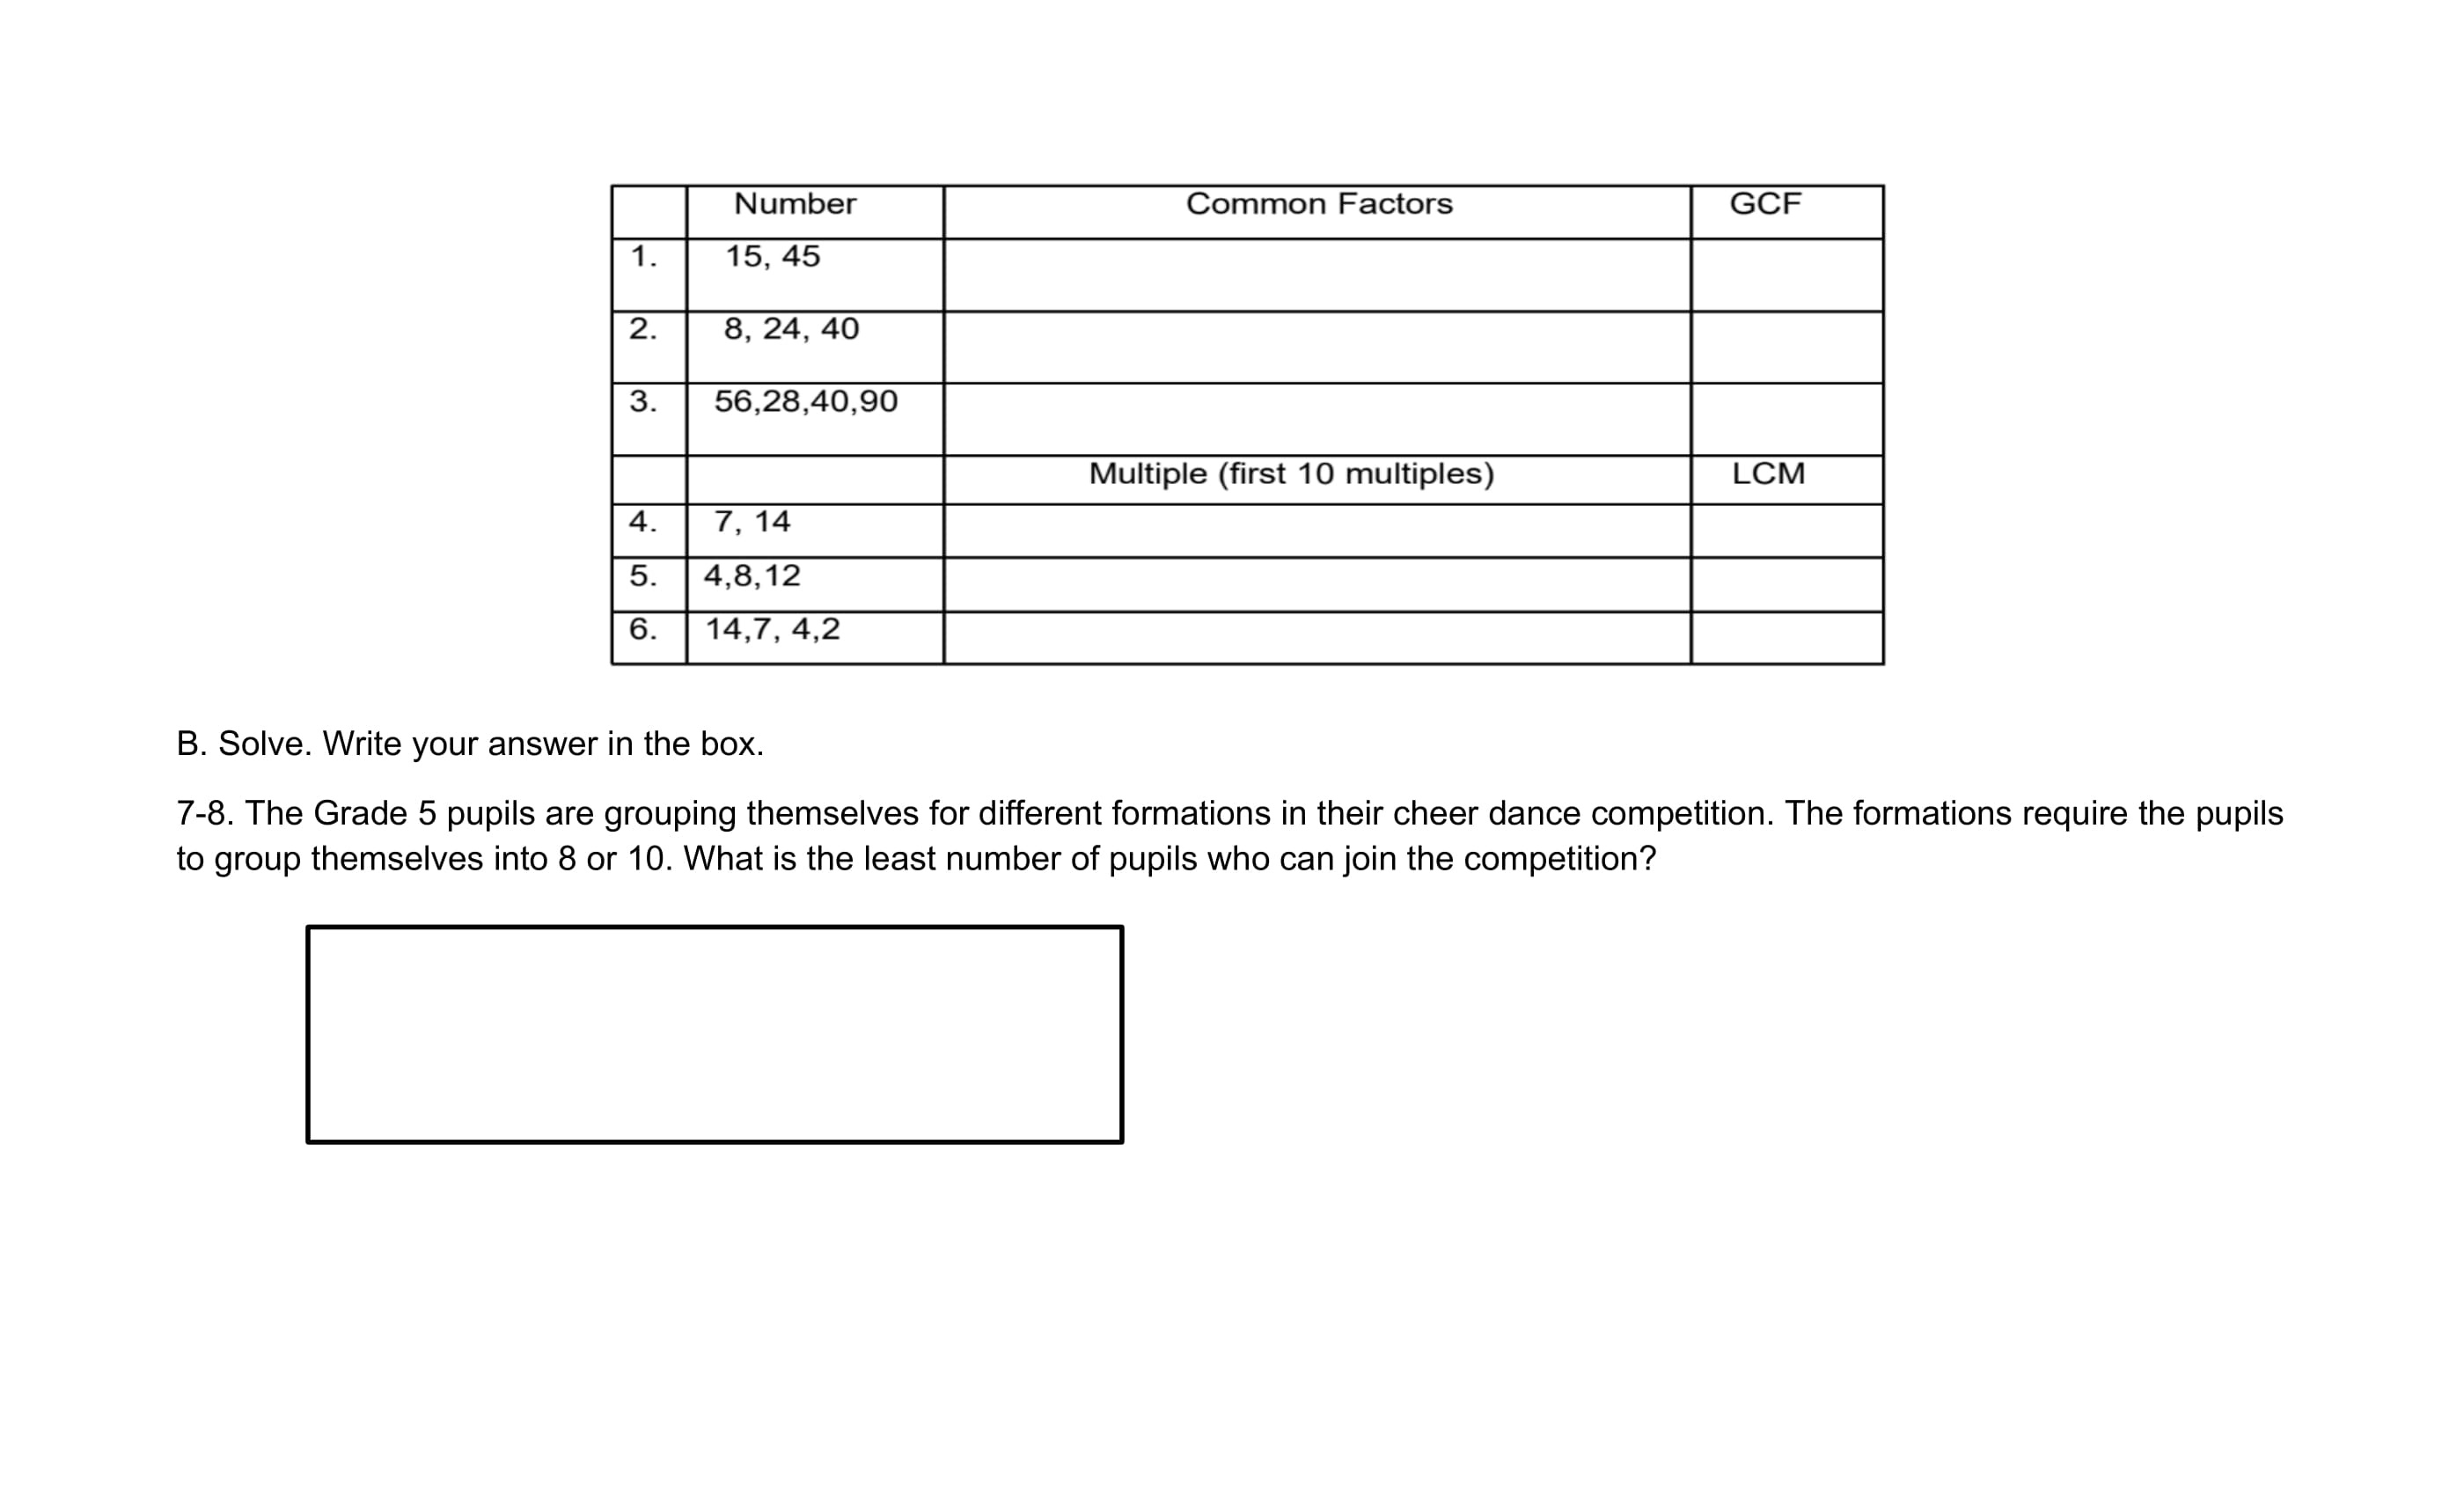 Number Common Factors GCF
1. 15, 45
2. 8, 24, 40
3. 56,28,40,90
Multiple (first 10 multiples) LCM
4. 7, 14
5. 4,8,12
6. 14,7, 4,2
B. Solve. Write your answer in the box.
7-8. The Grade 5 pupils are grouping themselves for different formations in their cheer dance competition. The formations require the pupils
to group themselves into 8 or 10. What is the least number of pupils who can join the competition?